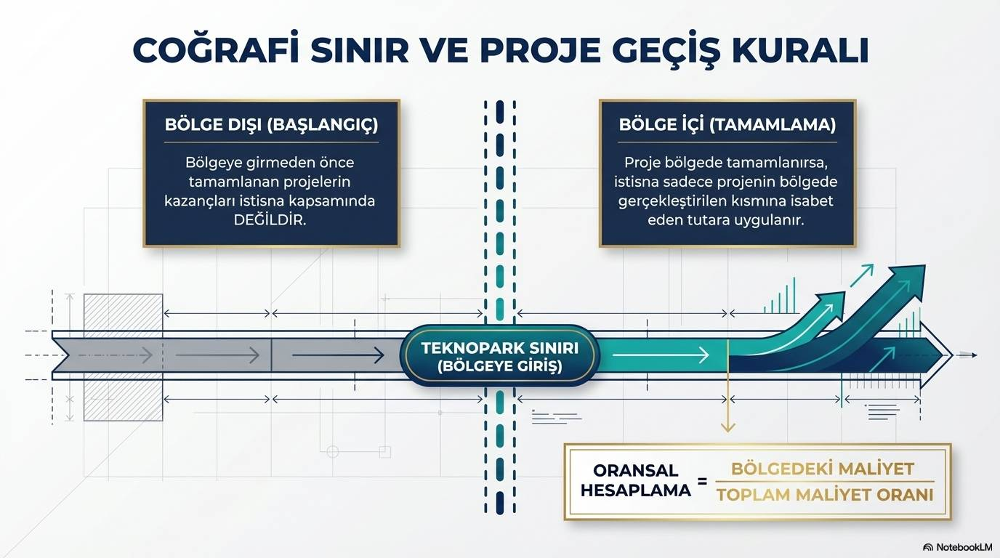 COĞRAFİ SINIR VE PROJE GEÇİŞ KURALI
BÖLGE DIŞI (BAŞLANGIÇ)
Bölgeye girmeden önce
tamamlanan projelerin
kazançları istisna kapsamında
DEĞİLDİR.
BÖLGE İÇİ (TAMAMLAMA)
Proje bölgede tamamlanırsa,
istisna sadece projenin bölgede
gerçekleştirilen kısmına isabet
eden tutara uygulanır.
TEKNOPARK SINIRI
(BÖLGEYE GİRİŞ)
ORANSAL
HESAPLAMA
=
BÖLGEDEKİ MALİYET
TOPLAM MALİYET ORANI
NotebookLM